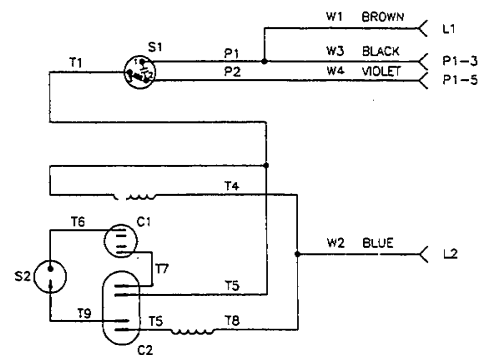 W1 BROWN
L1
S1
P1
W3 BLACK
P1-3
T1
P2
W4 VIOLET
P1-5
T4
T6
C1
W2 BLUE
L2
S2
T7
T5
T9
T5
T8
C2